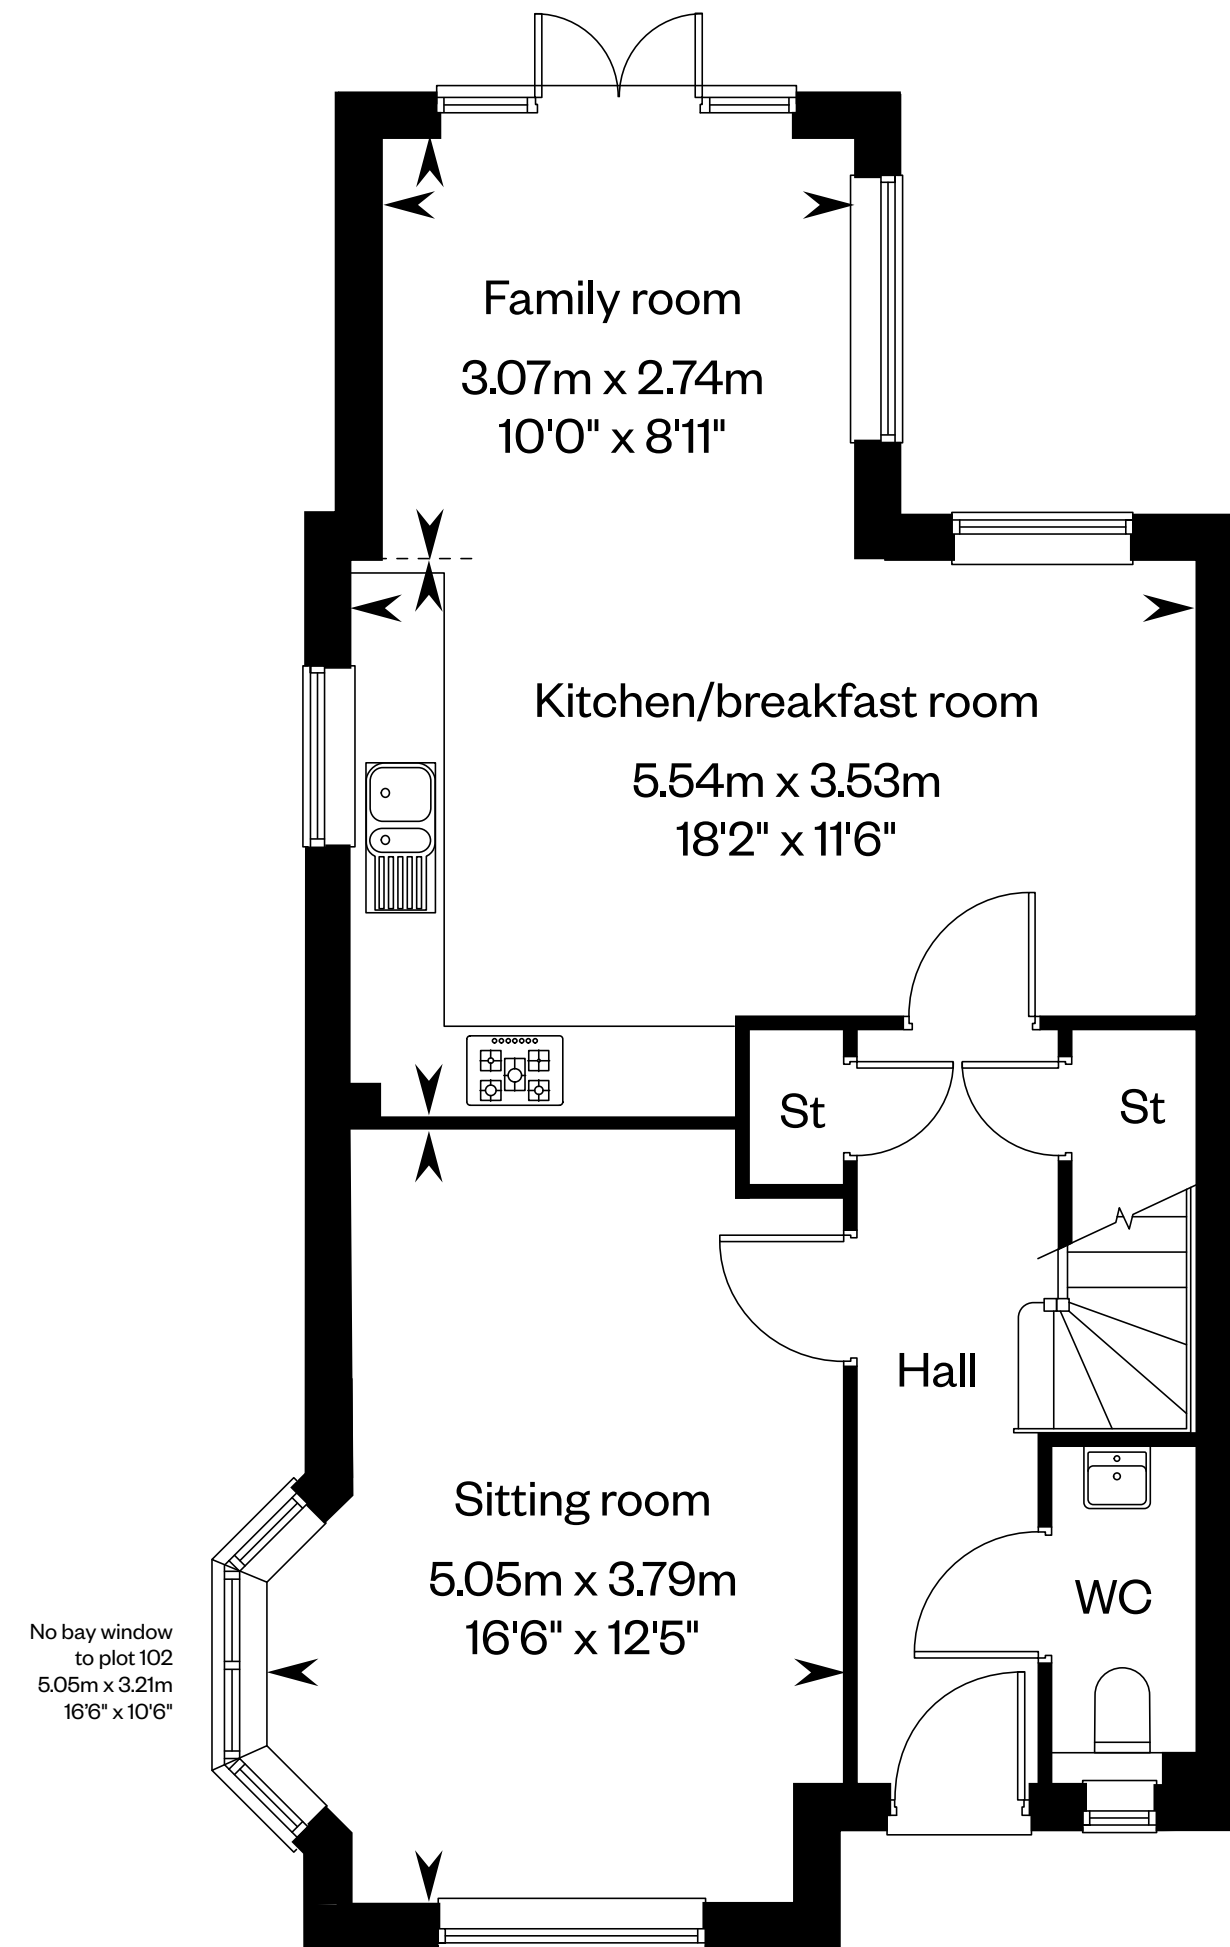 Family room
3.07m x 2.74m
10'0" x 8'11"
Kitchen/breakfast room
5.54m x 3.53m
18'2" x 11'6"
St
St
Hall
Sitting room
5.05m x 3.79m
16'6" x 12'5"
WC
No bay window
to plot 102
5.05m x 3.21m
16'6" x 10'6"